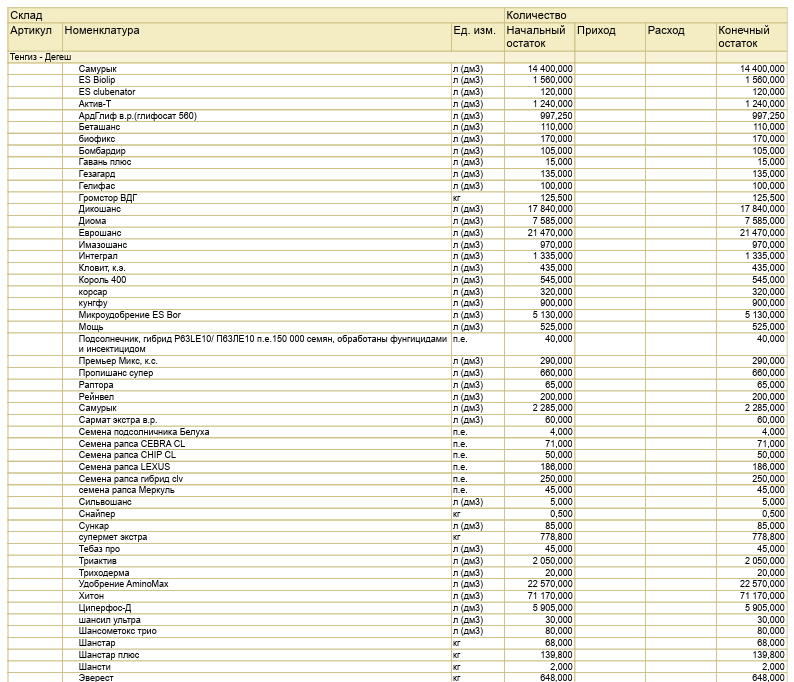 Склад Количество
Артикул Номенклатура Ед. изм. Начальный остаток Приход Расход Конечный остаток
Тенгиз - Дегеш
Самурык л (дм3) 14 400,000 14 400,000
ES Biolip л (дм3) 1 560,000 1 560,000
ES clubenator л (дм3) 120,000 120,000
Актив-Т л (дм3) 1 240,000 1 240,000
АрдГлиф в.р.(глифосат 560) л (дм3) 997,250 997,250
Беташанс л (дм3) 110,000 110,000
биофикс л (дм3) 170,000 170,000
Бомбардир л (дм3) 105,000 105,000
Гавань плюс л (дм3) 15,000 15,000
Гезагард л (дм3) 135,000 135,000
Гелифас л (дм3) 100,000 100,000
Громстор ВДГ кг 125,500 125,500
Дикошанс л (дм3) 17 840,000 17 840,000
Диома л (дм3) 7 585,000 7 585,000
Еврошанс л (дм3) 21 470,000 21 470,000
Имазошанс л (дм3) 970,000 970,000
Интеграл л (дм3) 1 335,000 1 335,000
Кловит, к.э. л (дм3) 435,000 435,000
Король 400 л (дм3) 545,000 545,000
корсар л (дм3) 320,000 320,000
кунгфу л (дм3) 900,000 900,000
Микроудобрение ES Bor л (дм3) 5 130,000 5 130,000
Мощь л (дм3) 525,000 525,000
Подсолнечник, гибрид P63LE10/ П63ЛЕ10 п.е.150 000 семян, обработаны фунгицидами п.е. 40,000 40,000
и инсектицидом
Премьер Микс, к.с. л (дм3) 290,000 290,000
Пропишанс супер л (дм3) 660,000 660,000
Раптора л (дм3) 65,000 65,000
Рейнвел л (дм3) 200,000 200,000
Самурык л (дм3) 2 285,000 2 285,000
Сармат экстра в.р. л (дм3) 60,000 60,000
Семена подсолничника Белуха п.е. 4,000 4,000
Семена рапса CEBRA CL п.е. 71,000 71,000
Семена рапса CHIP CL п.е. 50,000 50,000
Семена рапса LEXUS п.е. 186,000 186,000
Семена рапса гибрид clv п.е. 250,000 250,000
семена рапса Меркуль п.е. 45,000 45,000
Сильвошанс л (дм3) 5,000 5,000
Снайпер кг 0,500 0,500
Сункар л (дм3) 85,000 85,000
супермет экстра кг 778,800 778,800
Тебаз про л (дм3) 45,000 45,000
Триактив л (дм3) 2 050,000 2 050,000
Триходерма л (дм3) 20,000 20,000
Удобрение AminoMax л (дм3) 22 570,000 22 570,000
Хитон л (дм3) 71 170,000 71 170,000
Циперфос-Д л (дм3) 5 905,000 5 905,000
шансил ультра л (дм3) 30,000 30,000
Шансометокс трио л (дм3) 80,000 80,000
Шанстар кг 68,000 68,000
Шанстар плюс кг 139,800 139,800
Шансти кг 2,000 2,000
Эверест кг 648,000 648,000